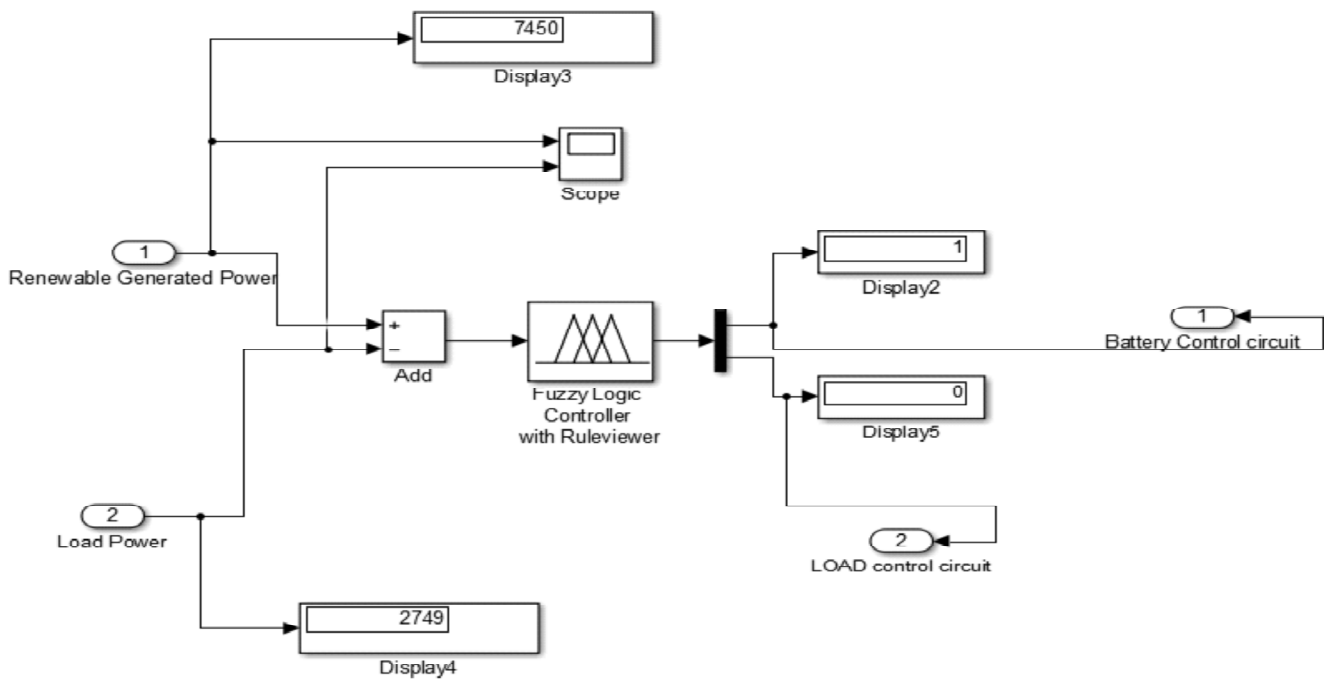 7450
Display3
Scope
1
Renewable Generated Power
1
Display2
1
Battery Control circuit
+
−
Add
Fuzzy Logic
Controller
with Ruleviewer
0
Display5
2
Load Power
2
LOAD control circuit
2749
Display4